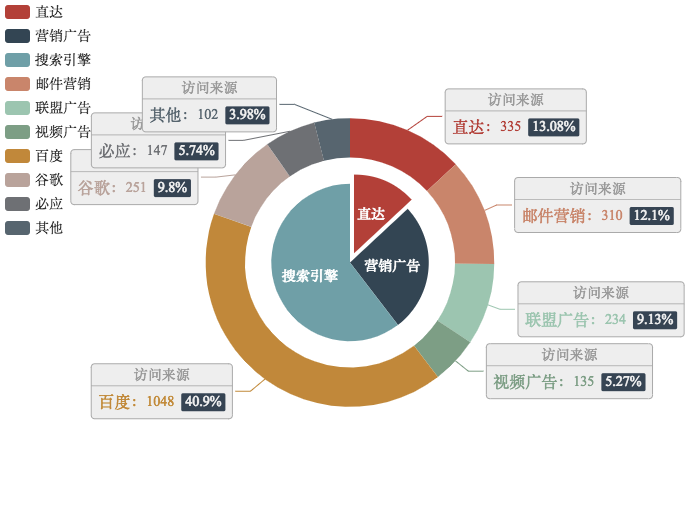 直达
营销广告
搜索引擎
邮件营销
联盟广告
视频广告
百度
谷歌
必应
其他
访问来源
其他： 102 3.98%
访
必应： 147 5.74%
谷歌： 251 9.8%
访问来源
直达： 335 13.08%
访问来源
邮件营销： 310 12.1%
访问来源
联盟广告： 234 9.13%
访问来源
视频广告： 135 5.27%
访问来源
百度： 1048 40.9%
直达
营销广告
搜索引擎